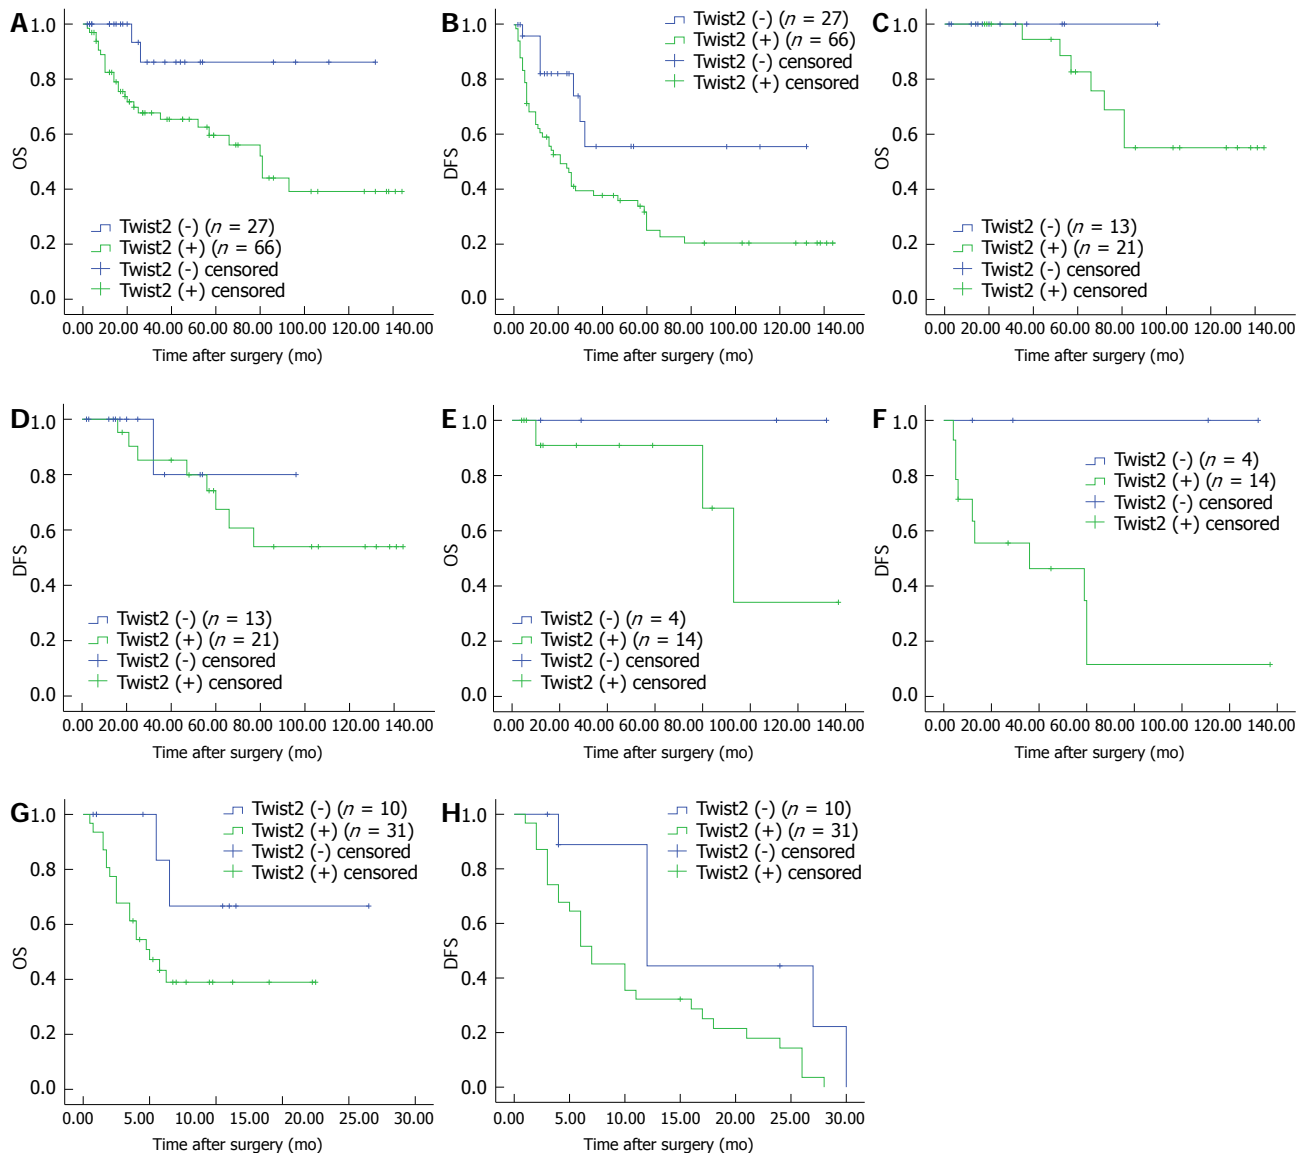 A
1.0
0.8
0.6
0.4
0.2
0.0
OS
Twist2 (-) (n = 27)
Twist2 (+) (n = 66)
Twist2 (-) censored
Twist2 (+) censored
0.00 20.00 40.00 60.00 80.00 100.00 120.00 140.00
Time after surgery (mo)
B
1.0
0.8
0.6
0.4
0.2
0.0
DFS
Twist2 (-) (n = 27)
Twist2 (+) (n = 66)
Twist2 (-) censored
Twist2 (+) censored
0.00 20.00 40.00 60.00 80.00 100.00 120.00 140.00
Time after surgery (mo)
C
1.0
0.8
0.6
0.4
0.2
0.0
OS
Twist2 (-) (n = 13)
Twist2 (+) (n = 21)
Twist2 (-) censored
Twist2 (+) censored
0.00 20.00 40.00 60.00 80.00 100.00 120.00 140.00
Time after surgery (mo)
D
1.0
0.8
0.6
0.4
0.2
0.0
DFS
Twist2 (-) (n = 13)
Twist2 (+) (n = 21)
Twist2 (-) censored
Twist2 (+) censored
0.00 20.00 40.00 60.00 80.00 100.00 120.00 140.00
Time after surgery (mo)
E
1.0
0.8
0.6
0.4
0.2
0.0
OS
Twist2 (-) (n = 4)
Twist2 (+) (n = 14)
Twist2 (-) censored
Twist2 (+) censored
0.00 20.00 40.00 60.00 80.00 100.00 120.00 140.00
Time after surgery (mo)
F
1.0
0.8
0.6
0.4
0.2
0.0
DFS
Twist2 (-) (n = 4)
Twist2 (+) (n = 14)
Twist2 (-) censored
Twist2 (+) censored
0.00 20.00 40.00 60.00 80.00 100.00 120.00 140.00
Time after surgery (mo)
G
1.0
0.8
0.6
0.4
0.2
0.0
OS
Twist2 (-) (n = 10)
Twist2 (+) (n = 31)
Twist2 (-) censored
Twist2 (+) censored
0.00 5.00 10.00 22.00 20.00 30.00
Time after surgery (mo)
H
1.0
0.8
0.6
0.4
0.2
0.0
DFS
Twist2 (-) (n = 10)
Twist2 (+) (n = 31)
Twist2 (-) censored
Twist2 (+) censored
0.00 5.00 10.00 15.00 20.00 25.00 30.00
Time after surgery (mo)